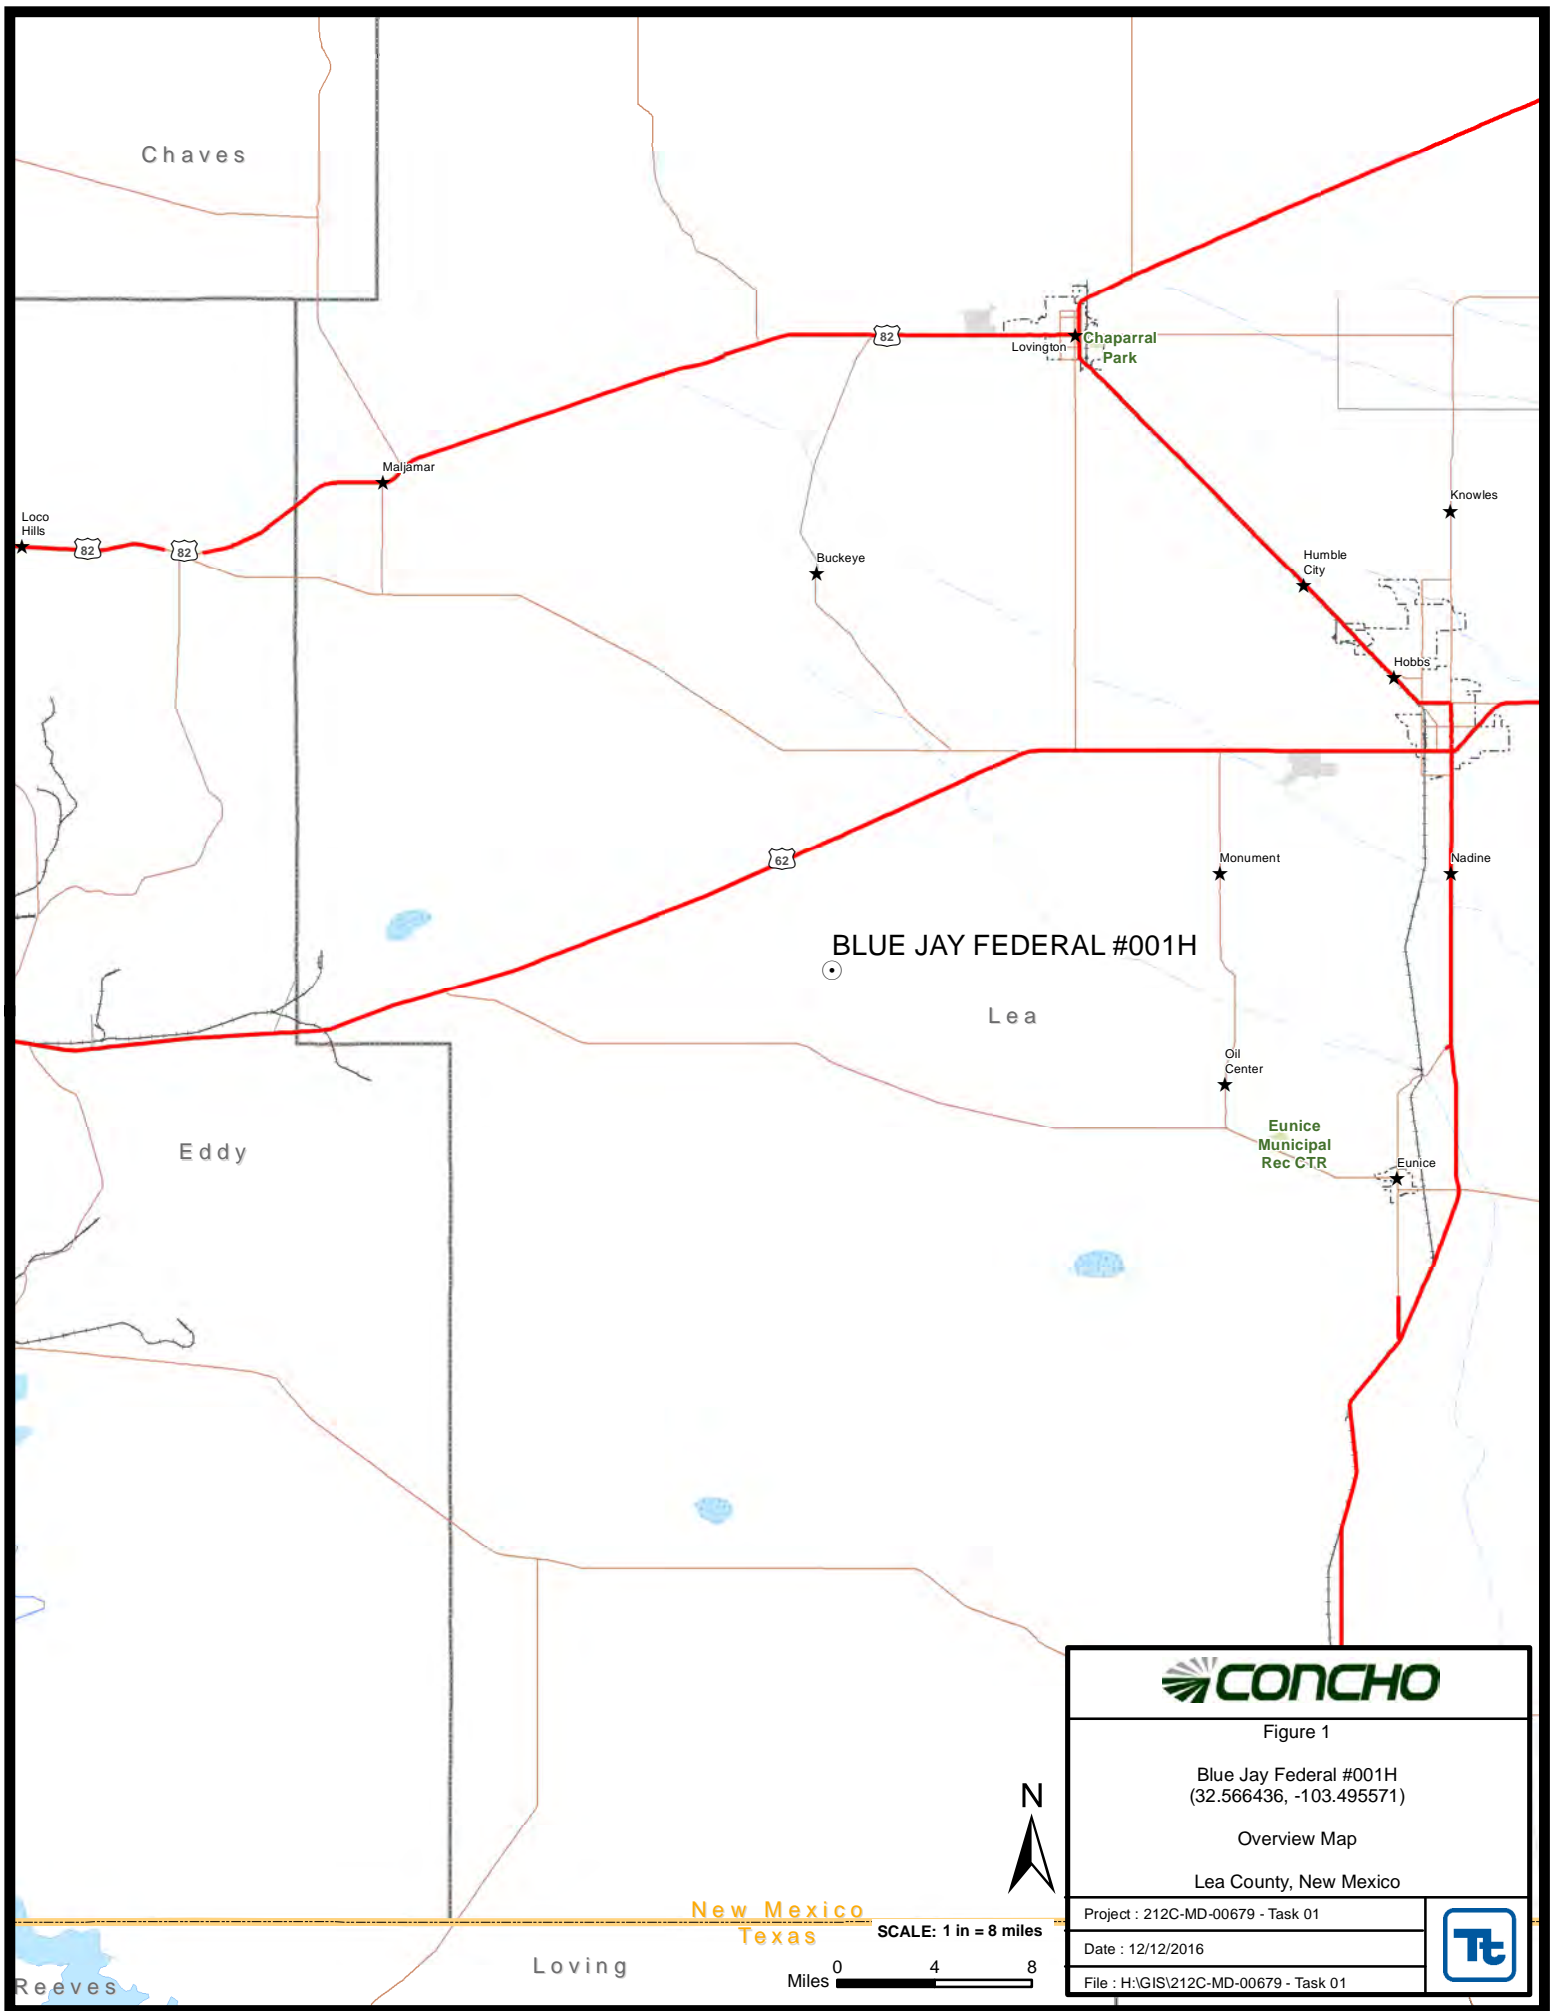 Chaves
82
Lovington
Chaparral
Park
Maljamar
Knowles
Loco
Hills
82
82
Buckeye
Humble
City
Hobbs
62
Monument
Nadine
BLUE JAY FEDERAL #001H
Lea
Oil
Center
Eunice
Municipal
Rec CTR
Eunice
Eddy
CONCHO
Figure 1
Blue Jay Federal #001H
(32.566436, -103.495571)
Overview Map
Lea County, New Mexico
Project : 212C-MD-00679 - Task 01
Date : 12/12/2016
File : H:\GIS\212C-MD-00679 - Task 01
Tt
N
New Mexico
Texas
SCALE: 1 in = 8 miles
0 4 8
Miles
Loving
Reeves